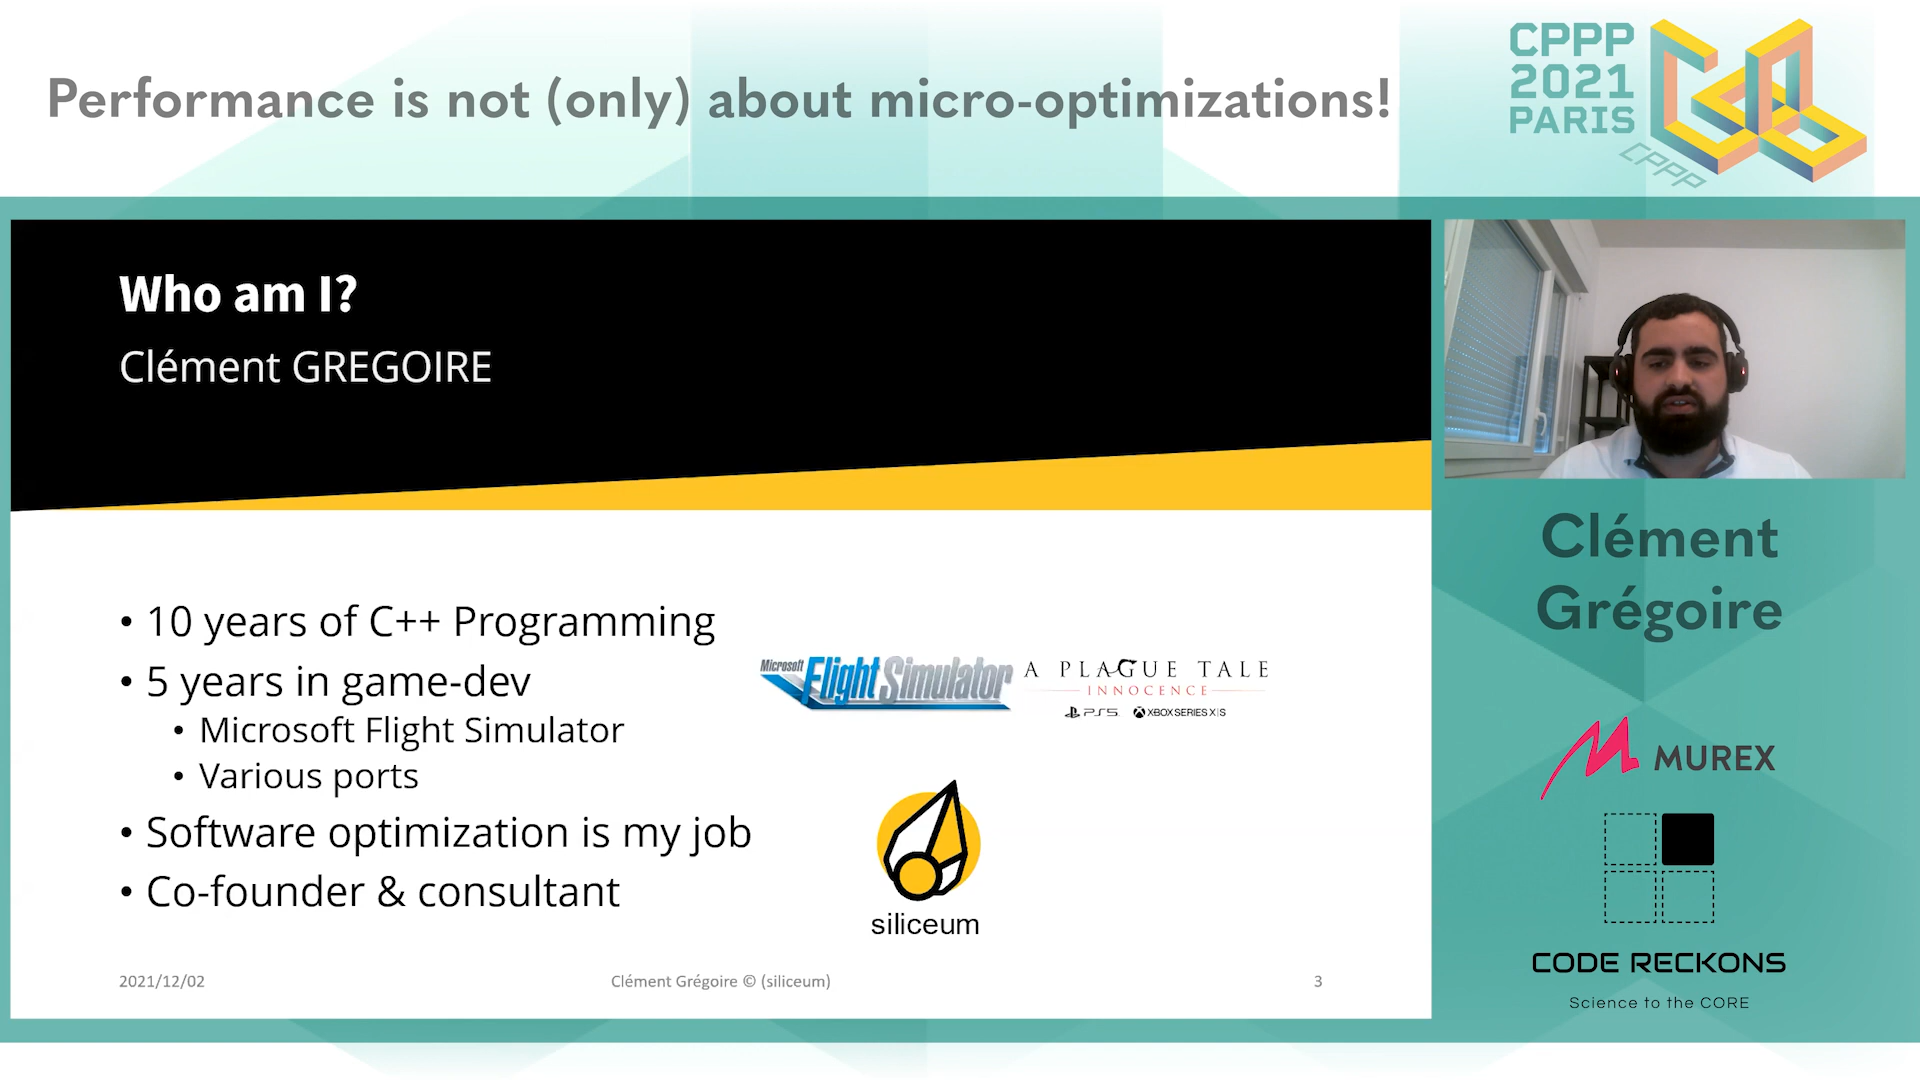 Performance is not (only) about micro-optimizations!
CPPP
2021
PARIS
CPPP
Who am I?
Clément GREGOIRE
• 10 years of C++ Programming
• 5 years in game-dev
• Microsoft Flight Simulator
• Various ports
• Software optimization is my job
• Co-founder & consultant
Microsoft Flight Simulator
A PLAGUE TALE
INNOCENCE
PS5 XBOX SERIES X|S
siliceum
2021/12/02
Clément Grégoire © (siliceum)
3
Clément
Grégoire
MUREX
CODE RECKONS
Science to the CORE